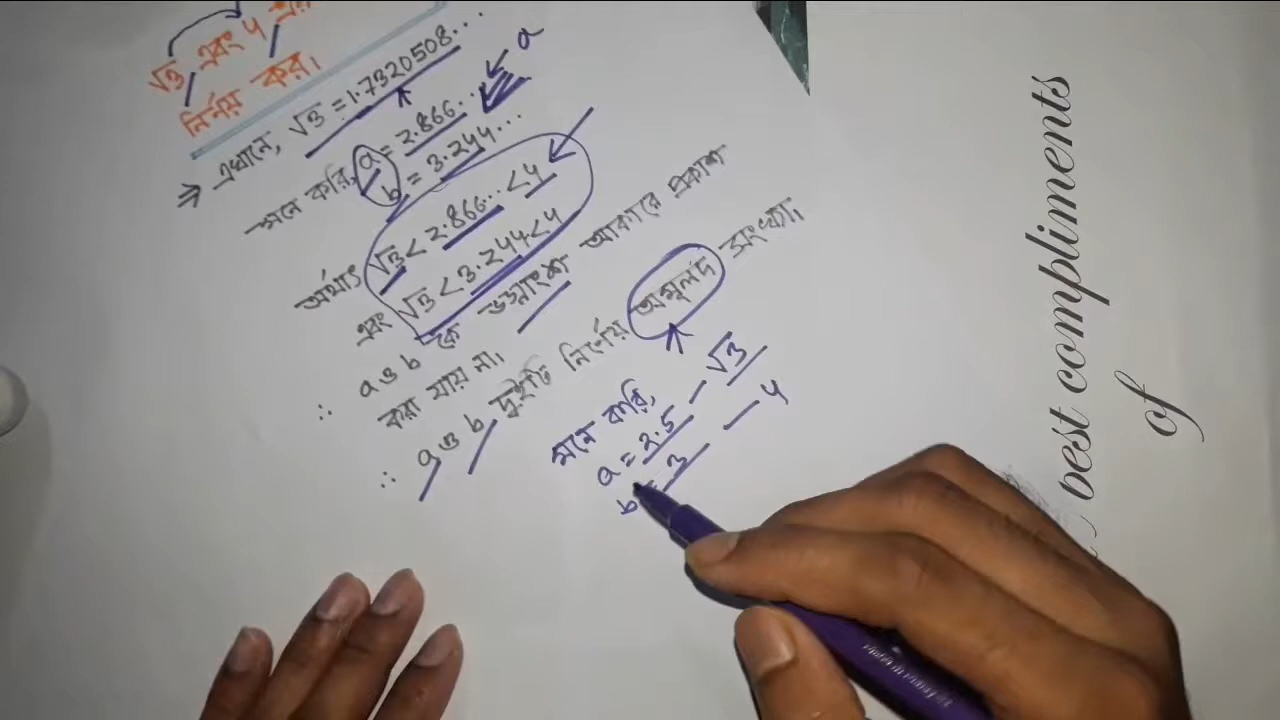 √3 এবং 4 এর
নির্ণয় কর।
⇒ এখানে, √3 = 1.7320508...
মনে করি, a = 2.866...
b = 3.244...
a
অর্থাৎ √3 < 2.866... < 4
এবং √3 < 3.244 < 4
∴ a ও b কে ভগ্নাংশ আকারে প্রকাশ
করা যায় না।
∴ a ও b দুইটি নির্ণেয় অমূলদ সংখ্যা।
মনে করি,
a = 2.5 — √3
b = 3 — 4
best compliments
of